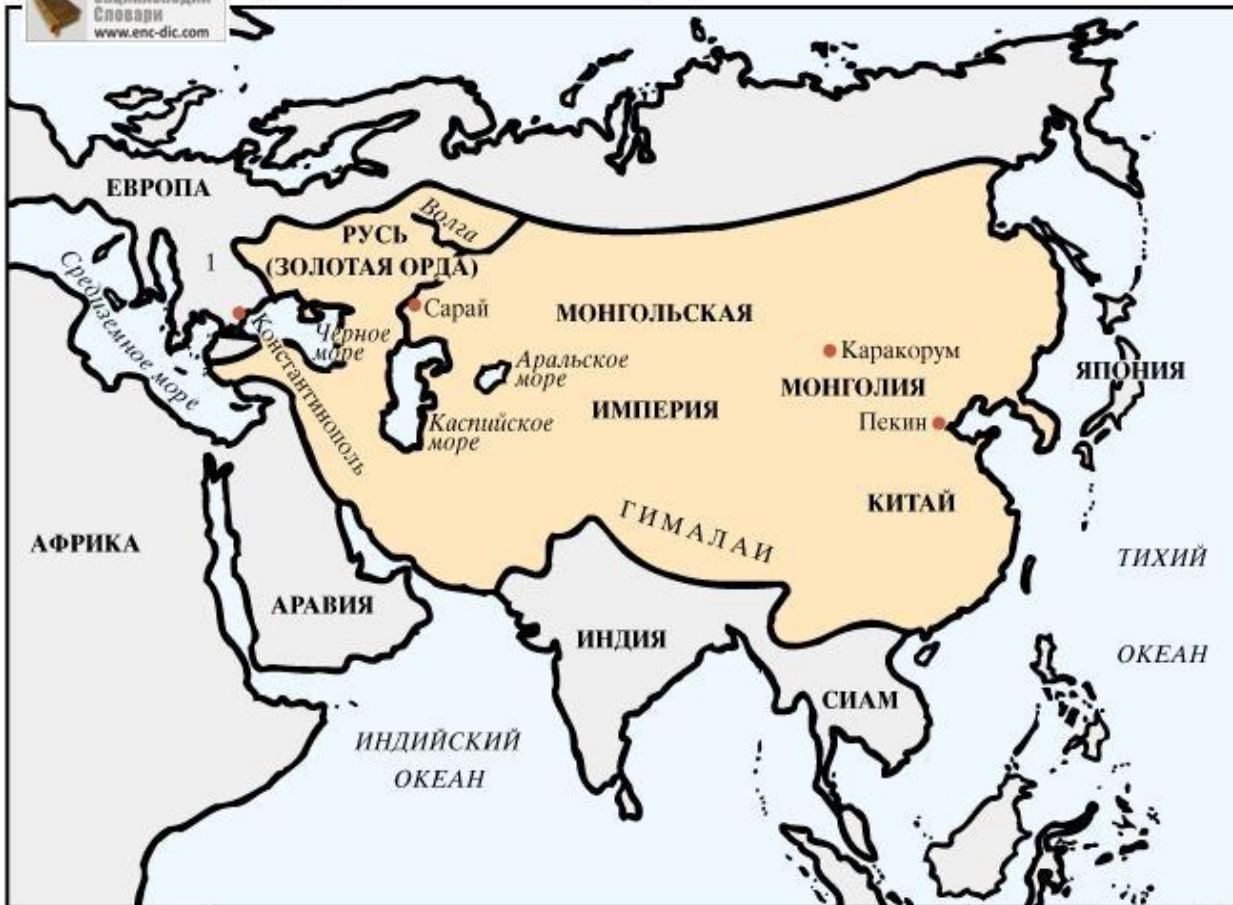 Словари
www.enc-dic.com
ЕВРОПА
Волга
РУСЬ
(ЗОЛОТАЯ ОРДА)
1
Средиземное море
Константинополь
Чёрное
море
Сарай
МОНГОЛЬСКАЯ
Каракорум
Аральское
море
МОНГОЛИЯ
ЯПОНИЯ
ИМПЕРИЯ
Каспийское
море
Пекин
КИТАЙ
ГИМАЛАИ
АФРИКА
ТИХИЙ
ОКЕАН
АРАВИЯ
ИНДИЯ
СИАМ
ИНДИЙСКИЙ
ОКЕАН